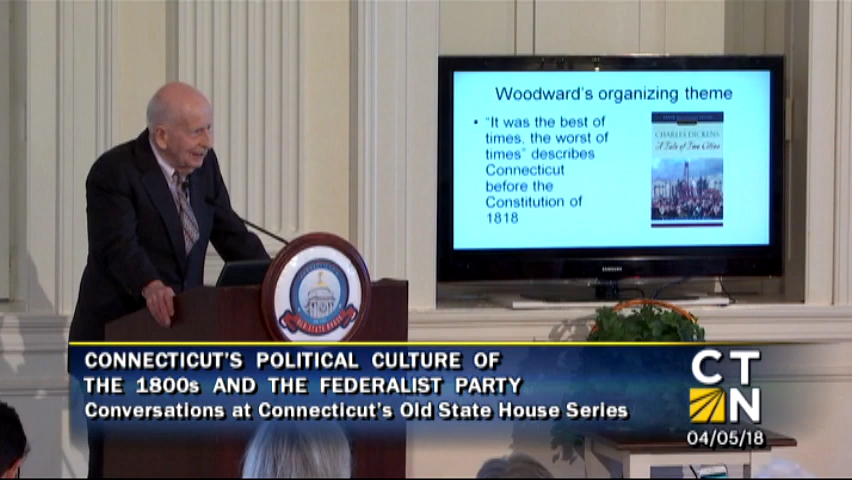 Woodward's organizing theme
• "It was the best of
times, the worst of
times" describes
Connecticut
before the
Constitution of
1818
CHARLES DICKENS
A Tale of Two Cities
SAMSUNG
OLD STATE HOUSE
CONNECTICUT'S POLITICAL CULTURE OF
THE 1800s AND THE FEDERALIST PARTY
Conversations at Connecticut's Old State House Series
CT
N
04/05/18